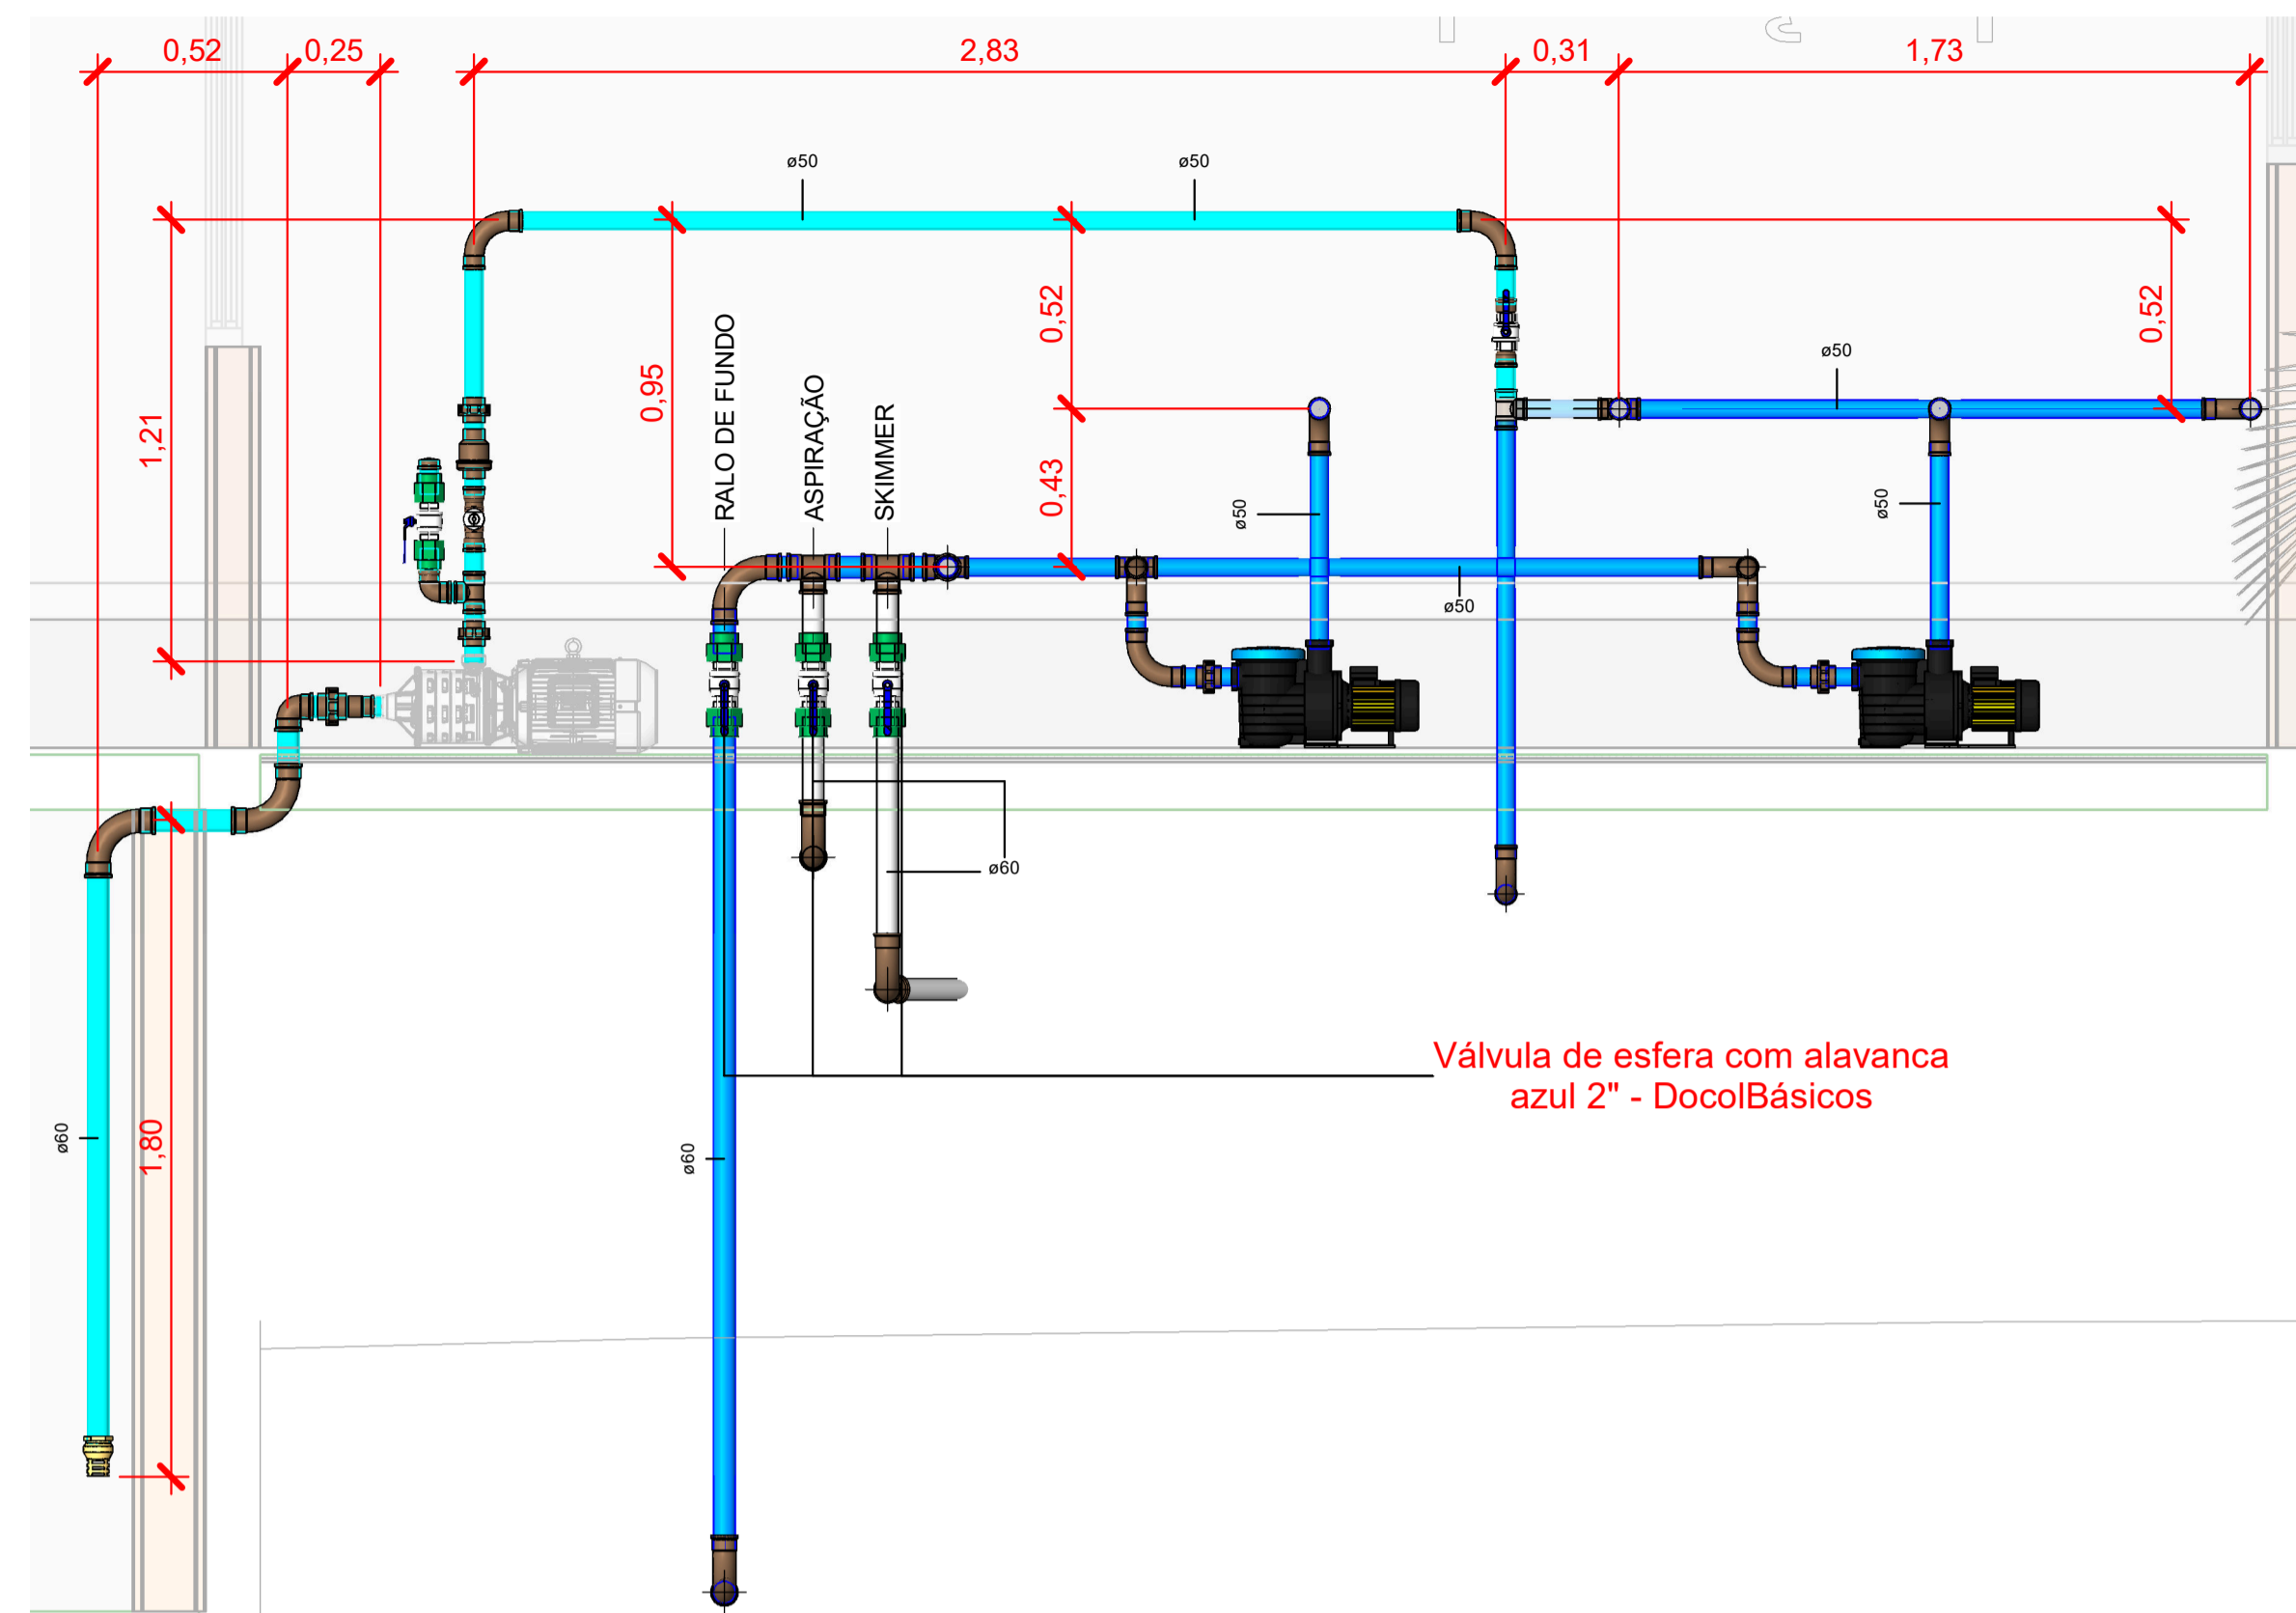 0,52
0,25
2,83
0,31
1,73
ø50
ø50
0,52
0,52
ø50
RALO DE FUNDO
ASPIRAÇÃO
SKIMMER
0,95
1,21
0,43
ø50
ø50
ø50
ø60
Válvula de esfera com alavanca
azul 2" - DocolBásicos
ø60
1,80
ø60